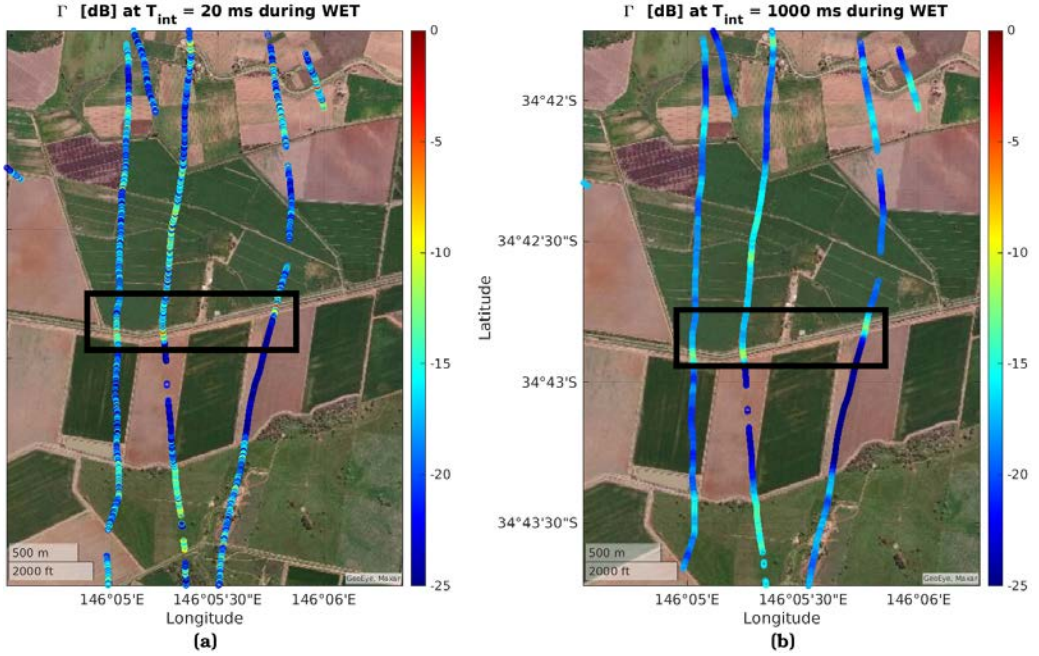 Γ [dB] at T_int = 20 ms during WET
0
-5
-10
-15
-20
-25
500 m
2000 ft
GeoEye, Maxar
146°05'E
146°05'30"E
146°06'E
Longitude
(a)
Γ [dB] at T_int = 1000 ms during WET
34°42'S
34°42'30"S
34°43'S
34°43'30"S
Latitude
0
-5
-10
-15
-20
-25
500 m
2000 ft
GeoEye, Maxar
146°05'E
146°05'30"E
146°06'E
Longitude
(b)